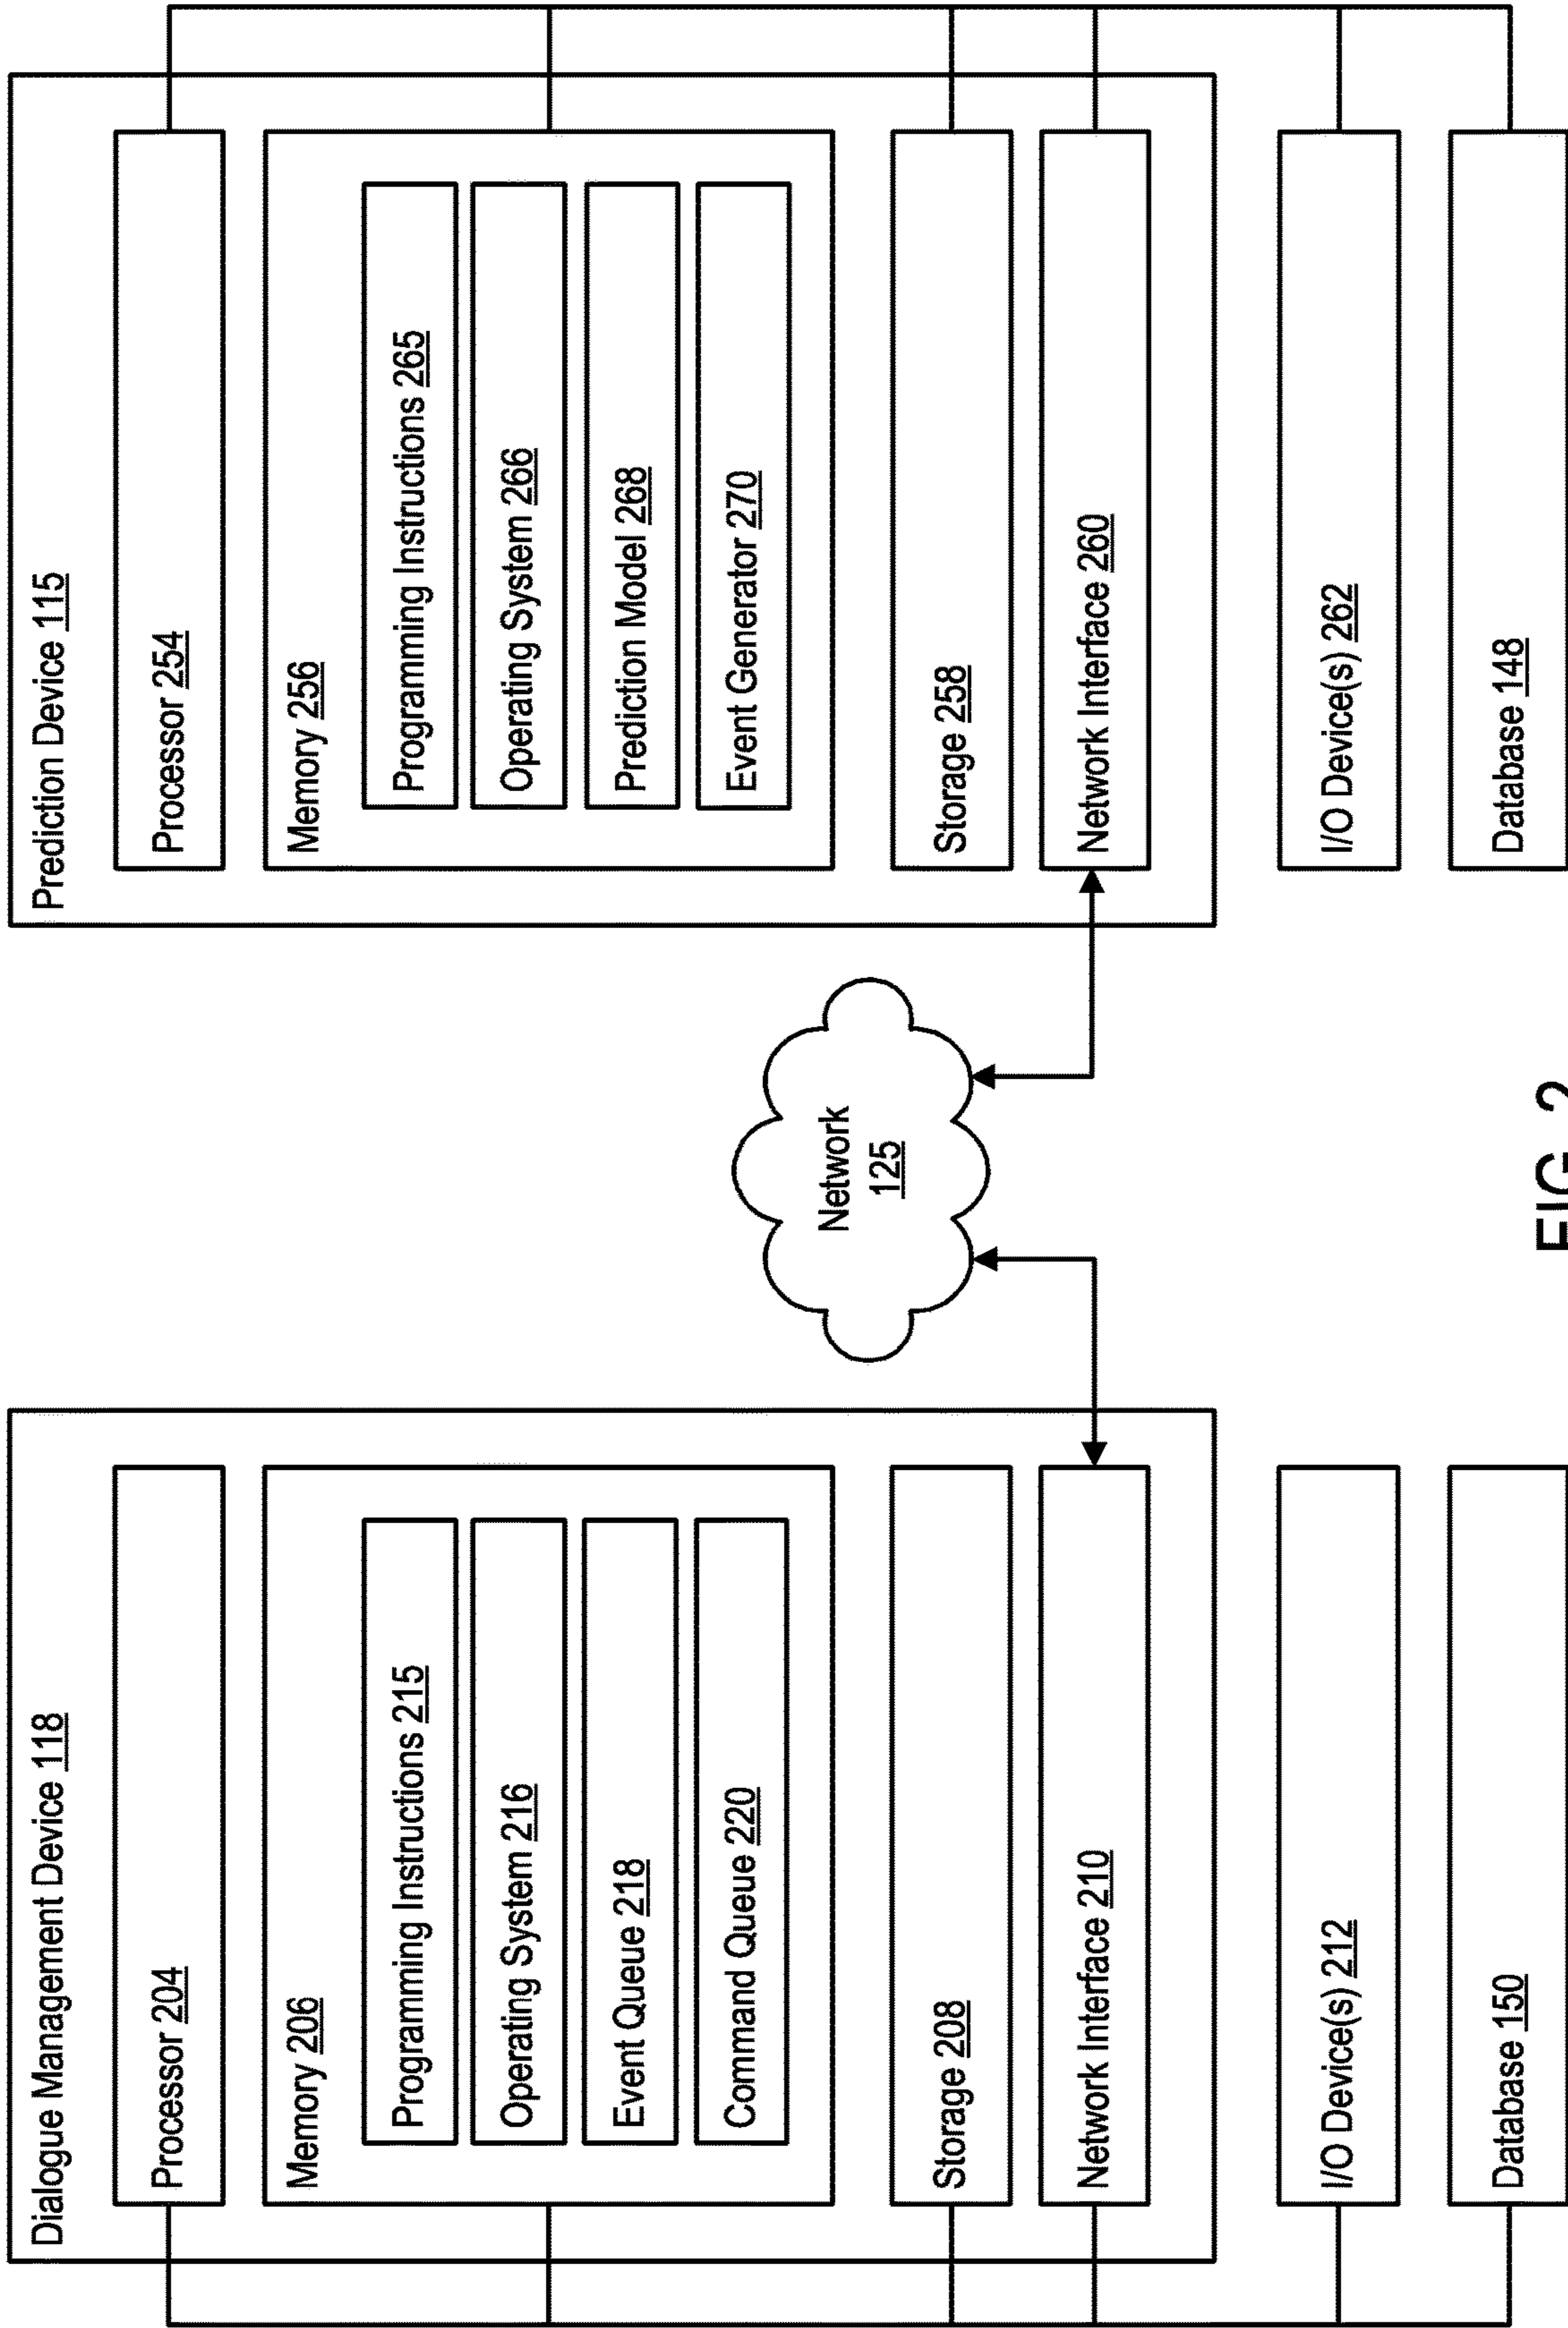 Dialogue Management Device 118
Processor 204
Memory 206
Programming Instructions 215
Operating System 216
Event Queue 218
Command Queue 220
Storage 208
Network Interface 210
I/O Device(s) 212
Database 150
Network
125
Prediction Device 115
Processor 254
Memory 256
Programming Instructions 265
Operating System 266
Prediction Model 268
Event Generator 270
Storage 258
Network Interface 260
I/O Device(s) 262
Database 148
FIG. 2